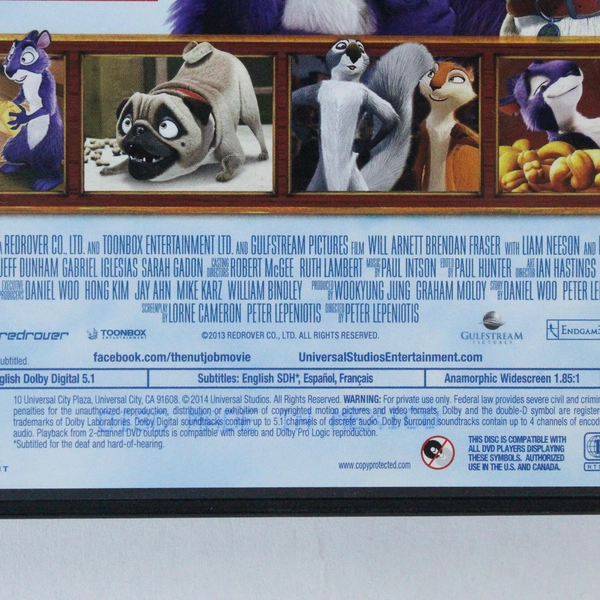 A REDROVER CO., LTD. AND TOONBOX ENTERTAINMENT LTD. AND GULFSTREAM PICTURES FILM WILL ARNETT BRENDAN FRASER WITH LIAM NEESON AND
JEFF DUNHAM GABRIEL IGLESIAS SARAH GADON CASTING DIRECTORS ROBERT McGEE RUTH LAMBERT MUSIC BY PAUL INTSON EDITED BY PAUL HUNTER IAN HASTINGS
EXECUTIVE PRODUCERS DANIEL WOO HONG KIM JAY AHN MIKE KARZ WILLIAM BINDLEY PRODUCED BY WOOKYUNG JUNG GRAHAM MOLOY STORY BY DANIEL WOO PETER LE
SCREENPLAY BY LORNE CAMERON PETER LEPENIOTIS DIRECTED BY PETER LEPENIOTIS
redrover TOONBOX ENTERTAINMENT ©2013 REDROVER CO., LTD. ALL RIGHTS RESERVED. GULFSTREAM PICTURES ENDGAME
ubtitled. facebook.com/thenutjobmovie UniversalStudiosEntertainment.com
glish Dolby Digital 5.1 Subtitles: English SDH*, Español, Français Anamorphic Widescreen 1.85:1
10 Universal City Plaza, Universal City, CA 91608. © 2014 Universal Studios. All Rights Reserved. WARNING: For private use only. Federal law provides severe civil and crimin
penalties for the unauthorized reproduction, distribution or exhibition of copyrighted motion pictures and video formats. Dolby and the double-D symbol are register
trademarks of Dolby Laboratories. Dolby Digital soundtracks contain up to 5.1 channels of discrete audio. Dolby Surround soundtracks contain up to 4 channels of encod
audio. Playback from 2-channel DVD outputs is compatible with stereo and Dolby Pro Logic reproduction.
*Subtitled for the deaf and hard-of-hearing.
www.copyprotected.com
THIS DISC IS COMPATIBLE WITH
ALL DVD PLAYERS DISPLAYING
THESE SYMBOLS. AUTHORIZED
USE IN THE U.S. AND CANADA.